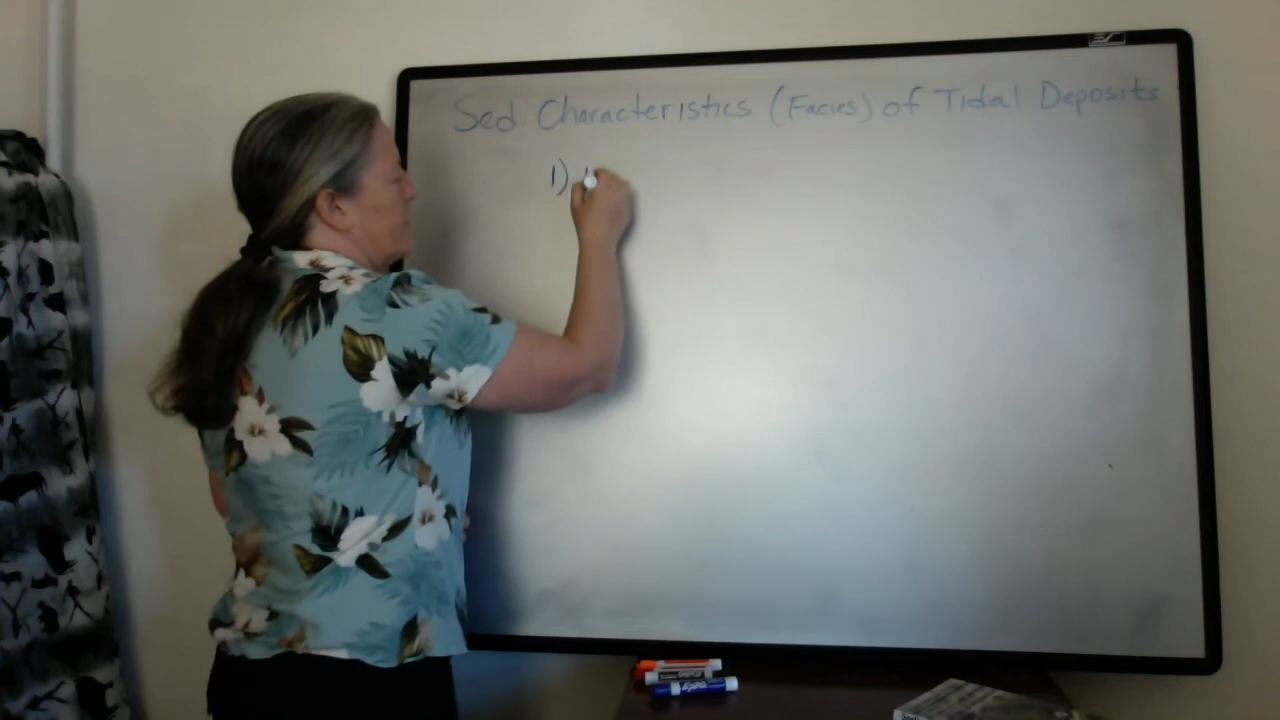 Sed. Characteristics (Facies) of Tidal Deposits
1)